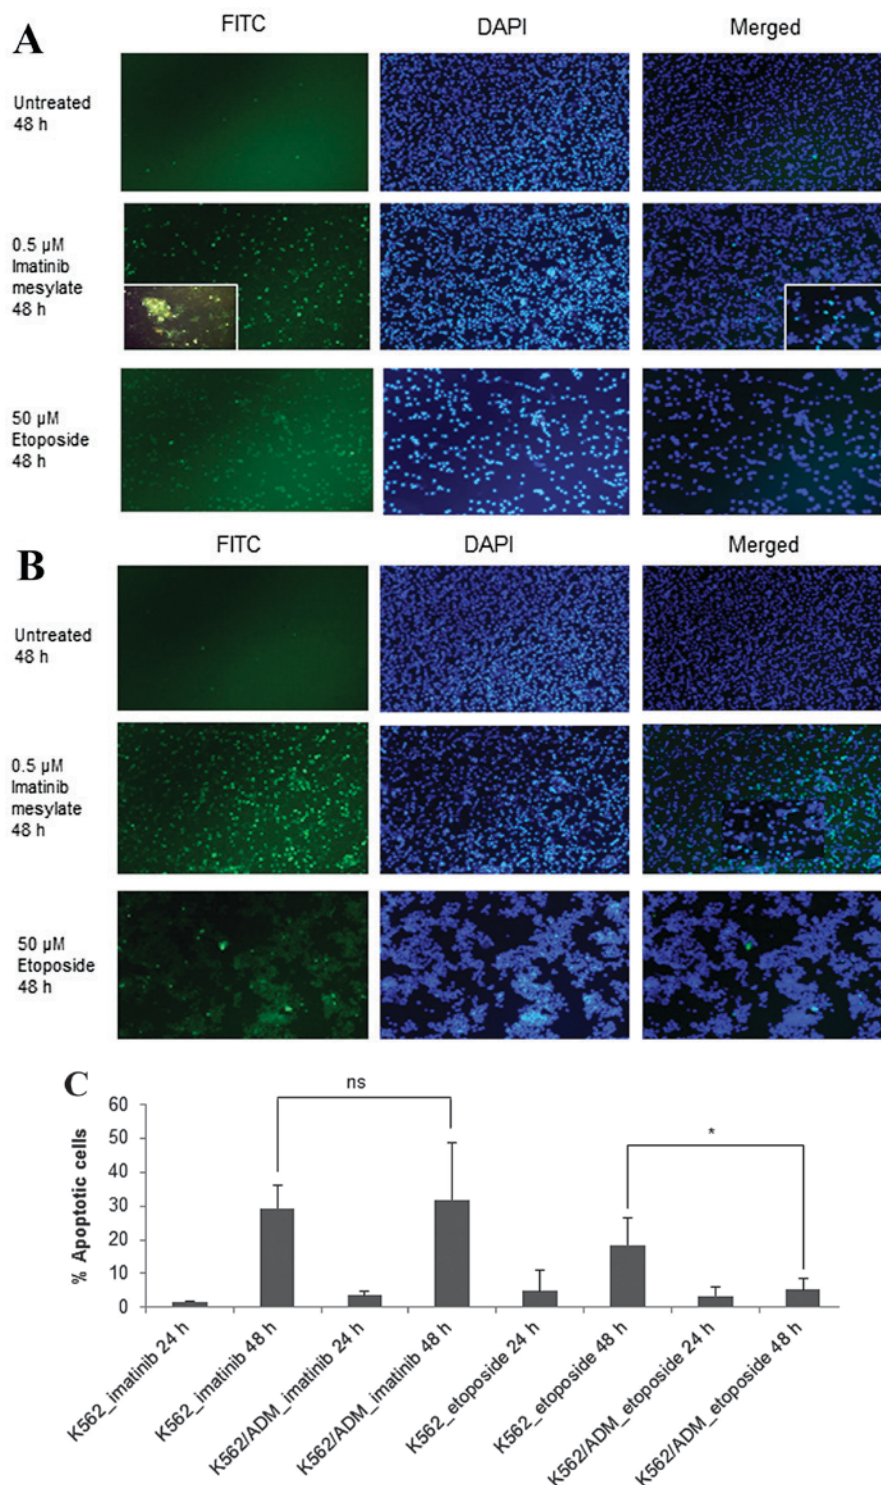 A
FITC
DAPI
Merged
Untreated
48 h
0.5 µM
Imatinib
mesylate
48 h
50 µM
Etoposide
48 h
B
FITC
DAPI
Merged
Untreated
48 h
0.5 µM
Imatinib
mesylate
48 h
50 µM
Etoposide
48 h
C
% Apoptotic cells
60
50
40
30
20
10
0
ns
*
K562_imatinib 24 h
K562_imatinib 48 h
K562/ADM_imatinib 24 h
K562/ADM_imatinib 48 h
K562_etoposide 24 h
K562_etoposide 48 h
K562/ADM_etoposide 24 h
K562/ADM_etoposide 48 h